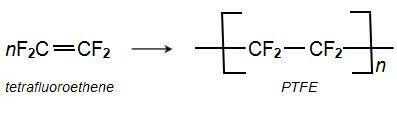 nF₂C=CF₂ ⟶ [CF₂—CF₂]n
tetrafluoroethene PTFE